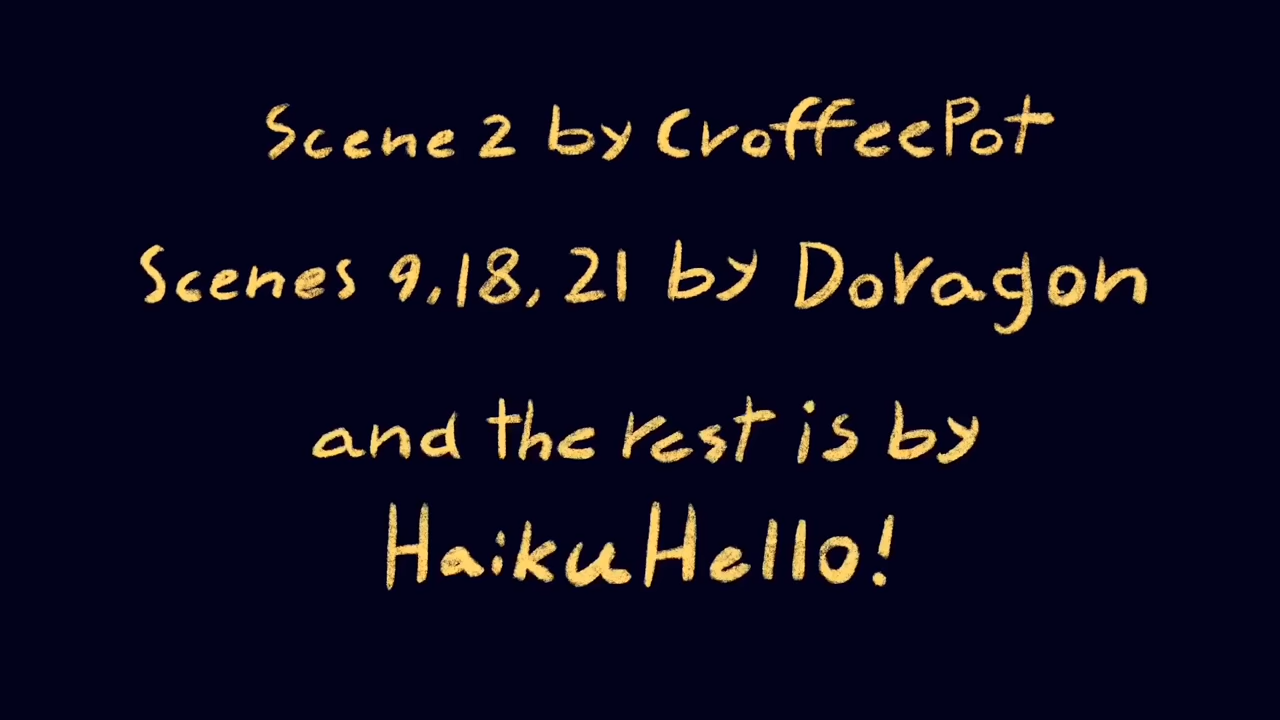 Scene 2 by CroffeePot
Scenes 9,18, 21 by Doragon
and the rest is by
HaikuHello!